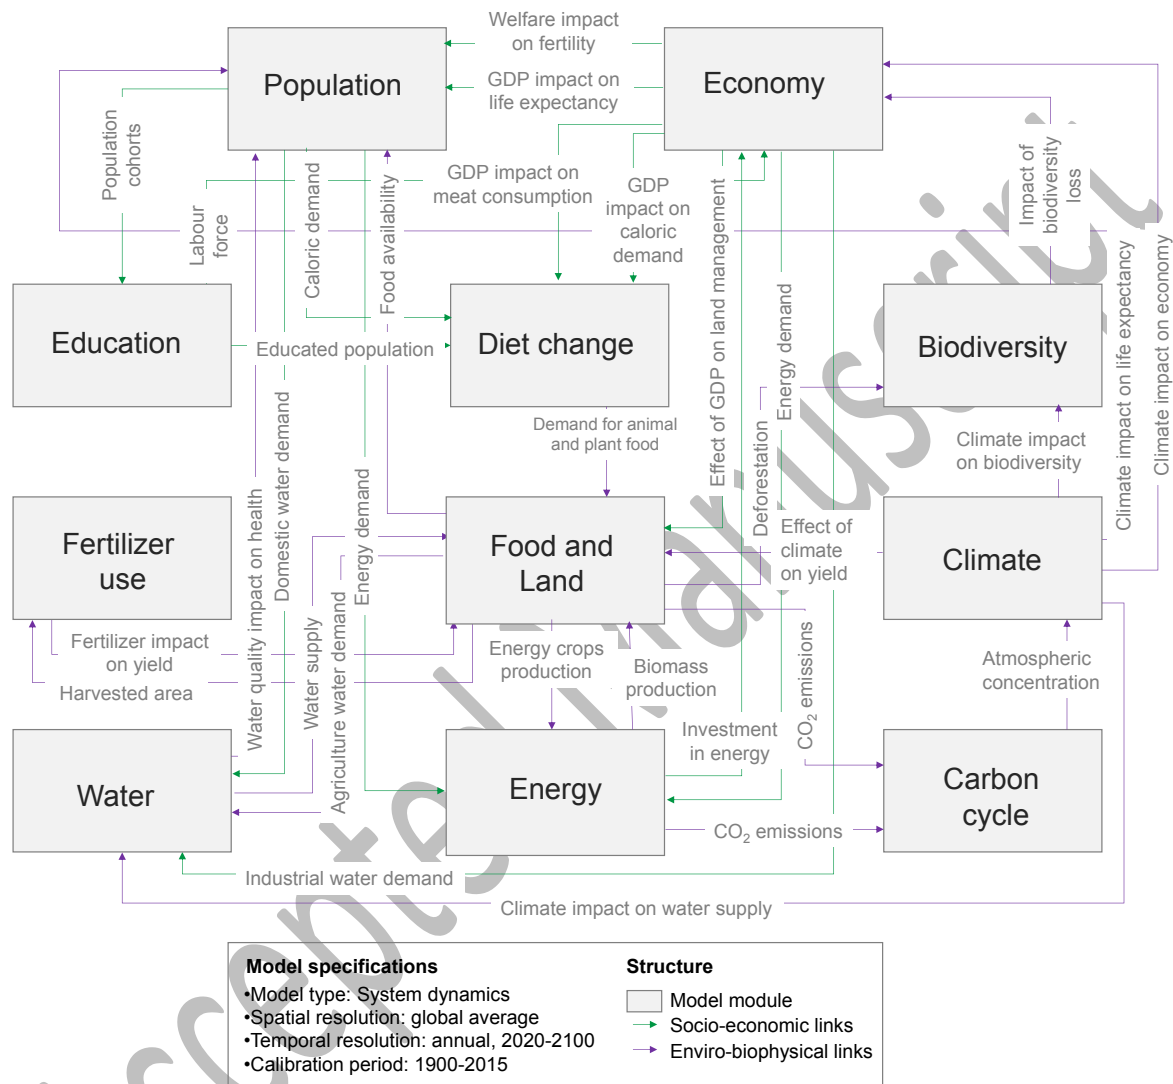 Welfare impact
on fertility
Population
Economy
GDP impact on
life expectancy
Population
cohorts
Labour
force
Caloric demand
Food availability
GDP impact on
meat consumption
GDP
impact on
caloric
demand
Effect of GDP on land management
Energy demand
Impact of
biodiversity
loss
Climate impact on life expectancy
Climate impact on economy
Education
Educated population
Diet change
Biodiversity
Demand for animal
and plant food
Deforestation
Climate impact
on biodiversity
Water quality impact on health
Domestic water demand
Energy demand
Fertilizer
use
Food and
Land
Effect of
climate
on yield
Climate
Water supply
Agriculture water demand
Fertilizer impact
on yield
Harvested area
Energy crops
production
Biomass
production
CO2 emissions
Atmospheric
concentration
Water
Energy
Investment
in energy
Carbon
cycle
CO2 emissions
Industrial water demand
Climate impact on water supply
Model specifications
•Model type: System dynamics
•Spatial resolution: global average
•Temporal resolution: annual, 2020-2100
•Calibration period: 1900-2015
Structure
Model module
Socio-economic links
Enviro-biophysical links
Accepted Manuscript